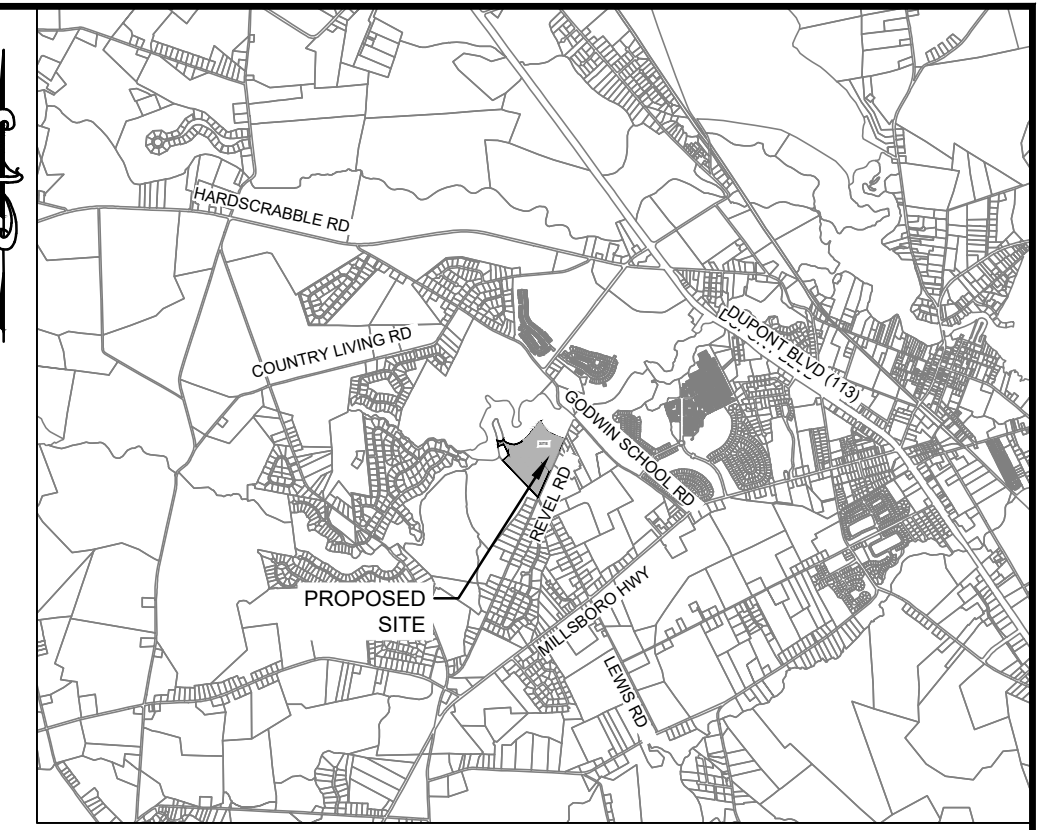 HARDSCRABBLE RD
COUNTRY LIVING RD
DUPONT BLVD (113)
GODWIN SCHOOL RD
REVEL RD
PROPOSED
SITE
MILLSBORO HWY
LEWIS RD